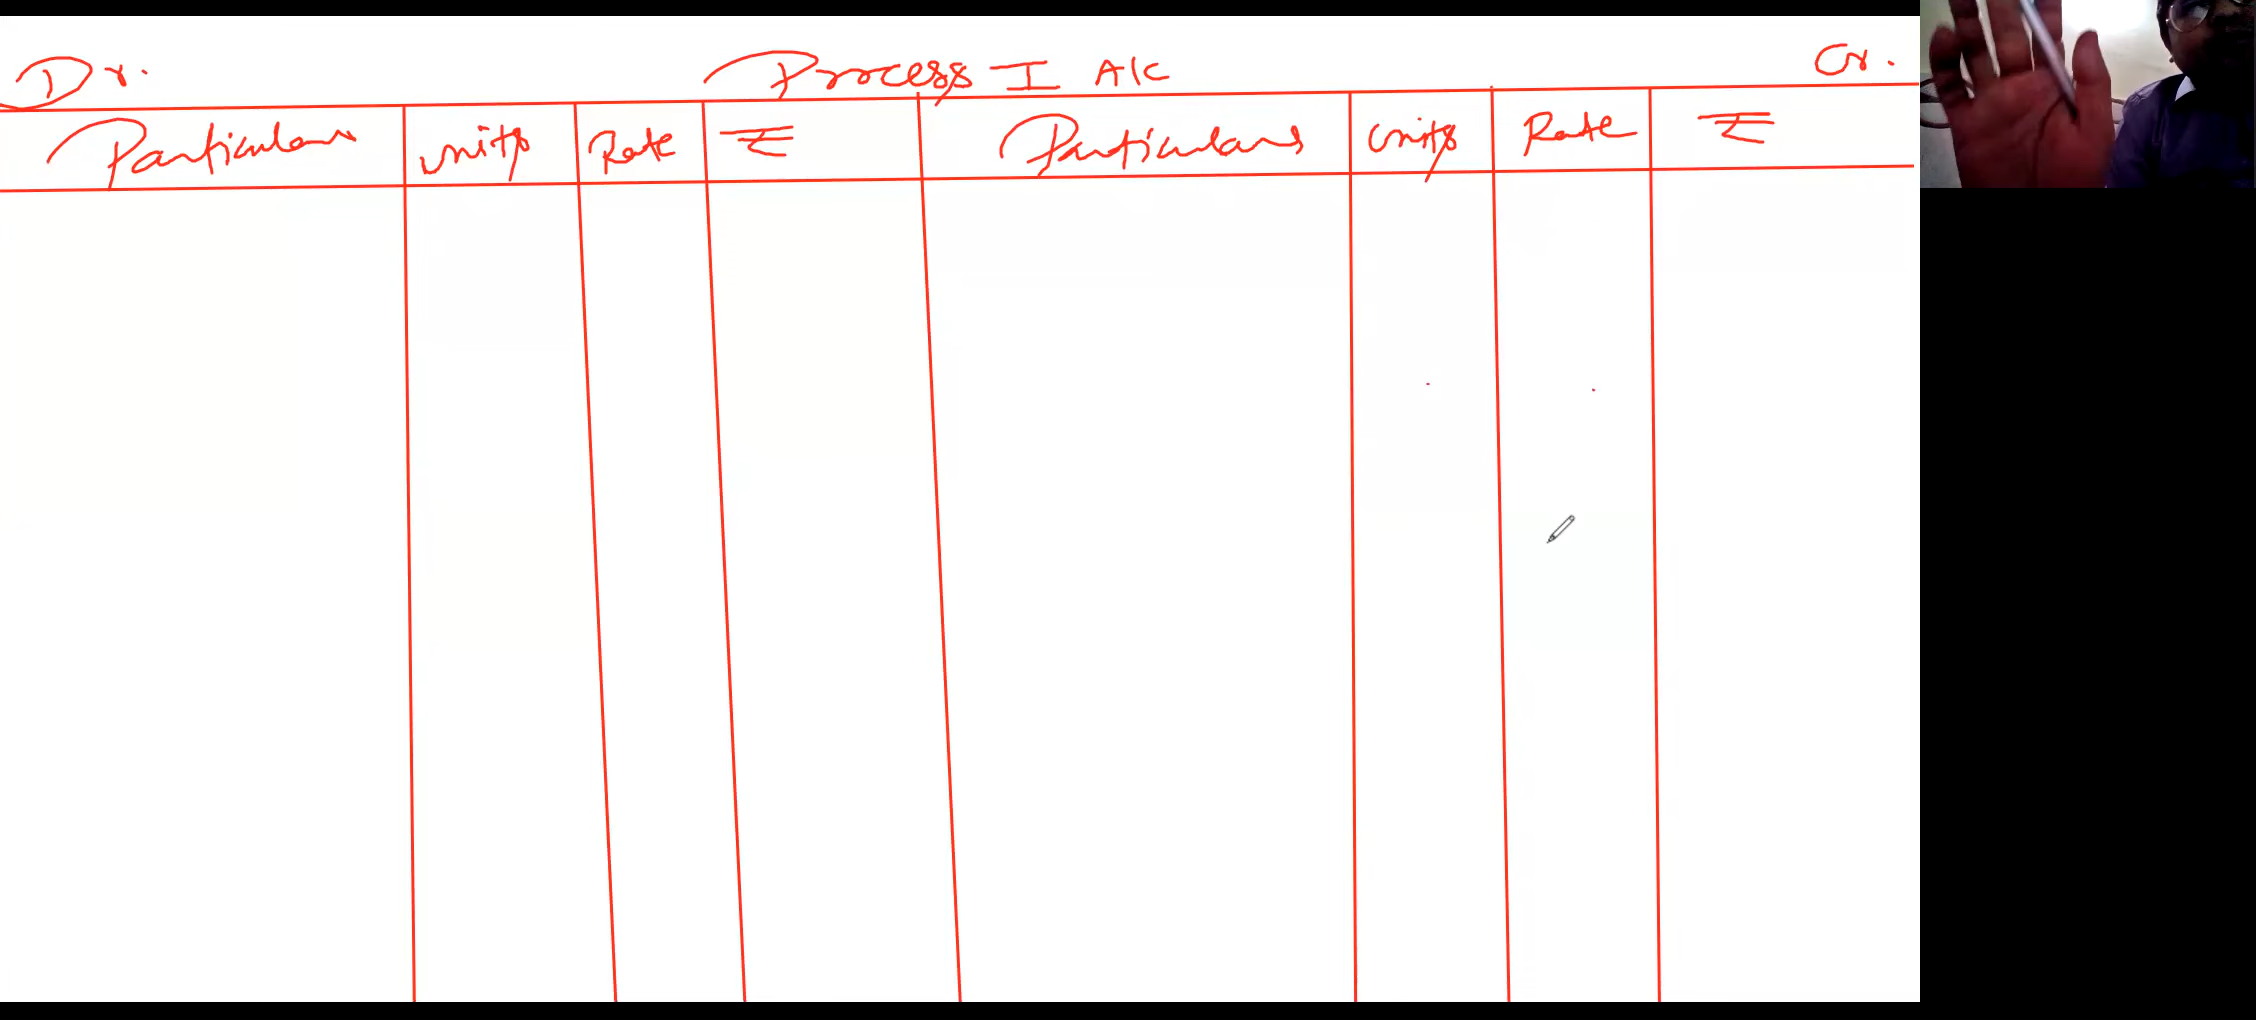 Dr. Process I A/C Cr.
Particulars units Rate ₹ Particulars Units Rate ₹